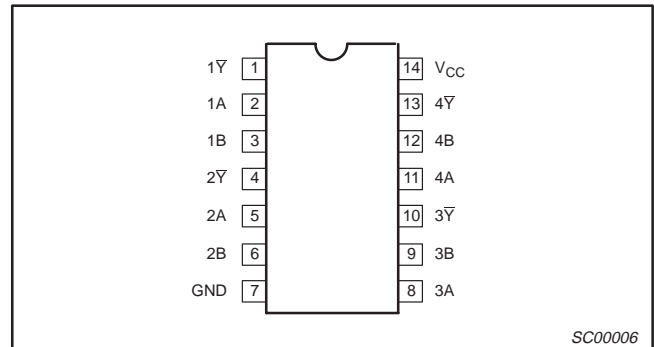 1Y̅ 1 14 VCC
1A 2 13 4Y̅
1B 3 12 4B
2Y̅ 4 11 4A
2A 5 10 3Y̅
2B 6 9 3B
GND 7 8 3A
SC00006